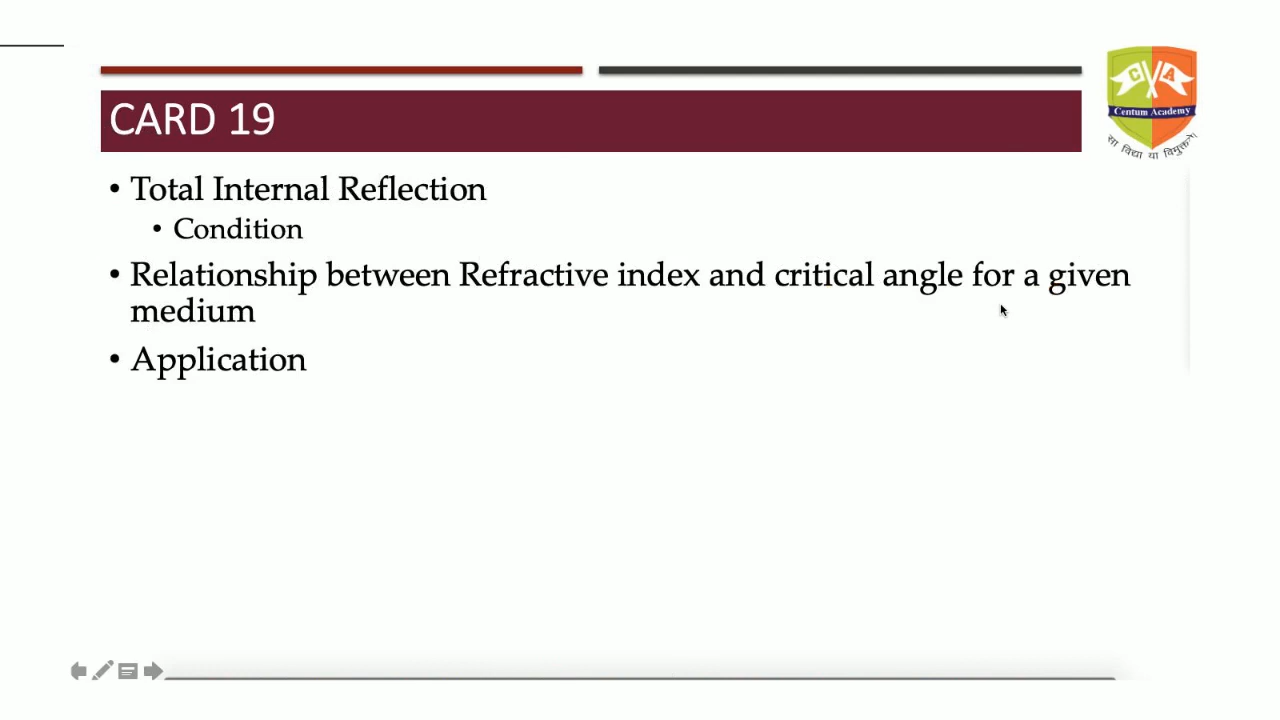 CARD 19
C A
Centum Academy
सा विद्या या विमुक्तये
• Total Internal Reflection
• Condition
• Relationship between Refractive index and critical angle for a given
medium
• Application